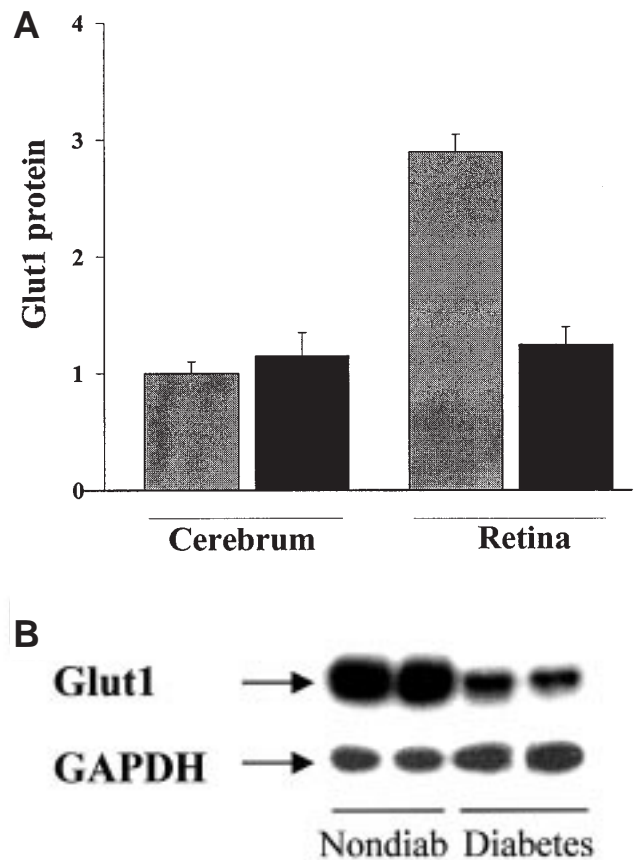 A
4
3
2
1
0
Glut1 protein
Cerebrum
Retina
B
Glut1
GAPDH
Nondiab Diabetes